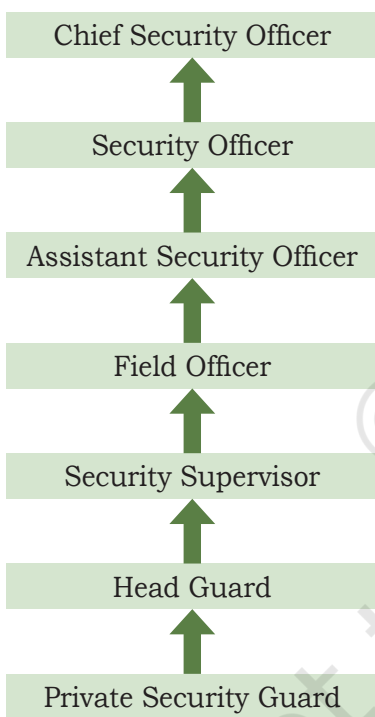 Chief Security Officer
Security Officer
Assistant Security Officer
Field Officer
Security Supervisor
Head Guard
Private Security Guard